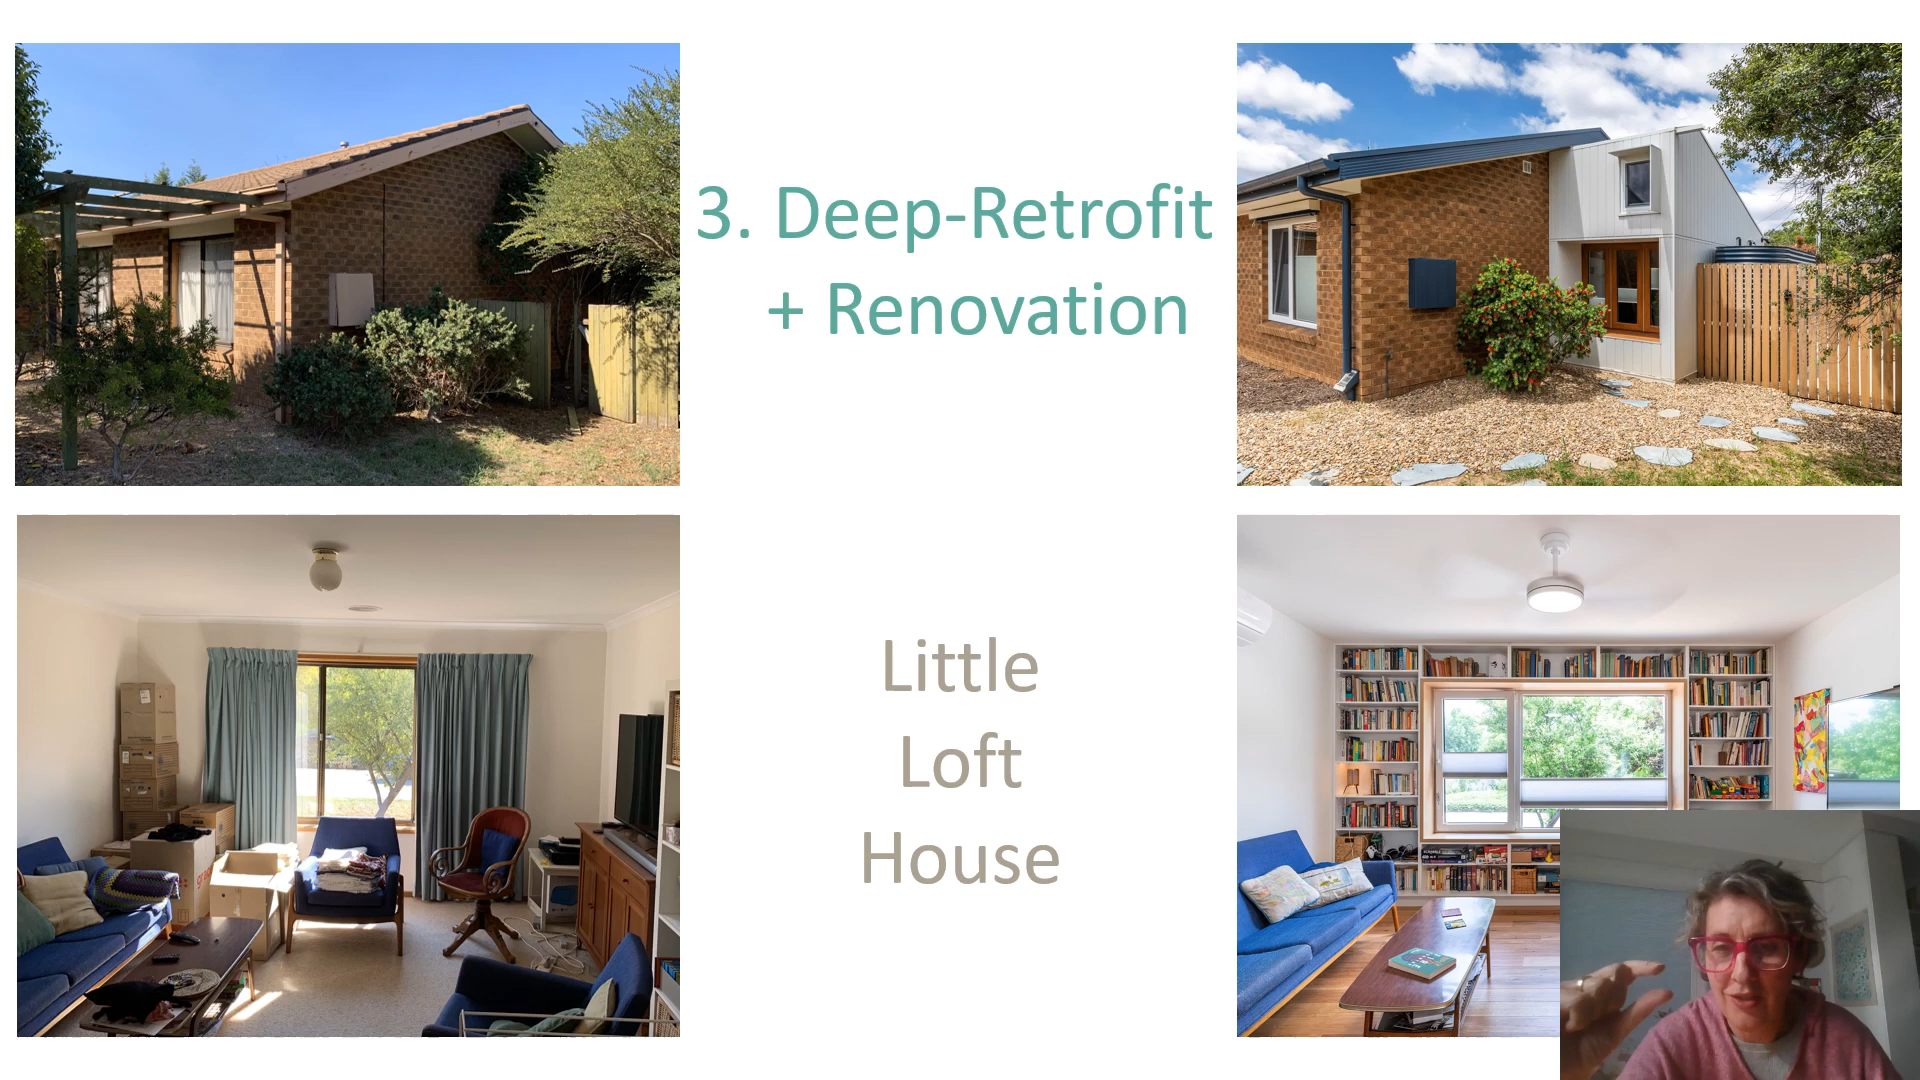 3. Deep-Retrofit
+ Renovation
Little
Loft
House